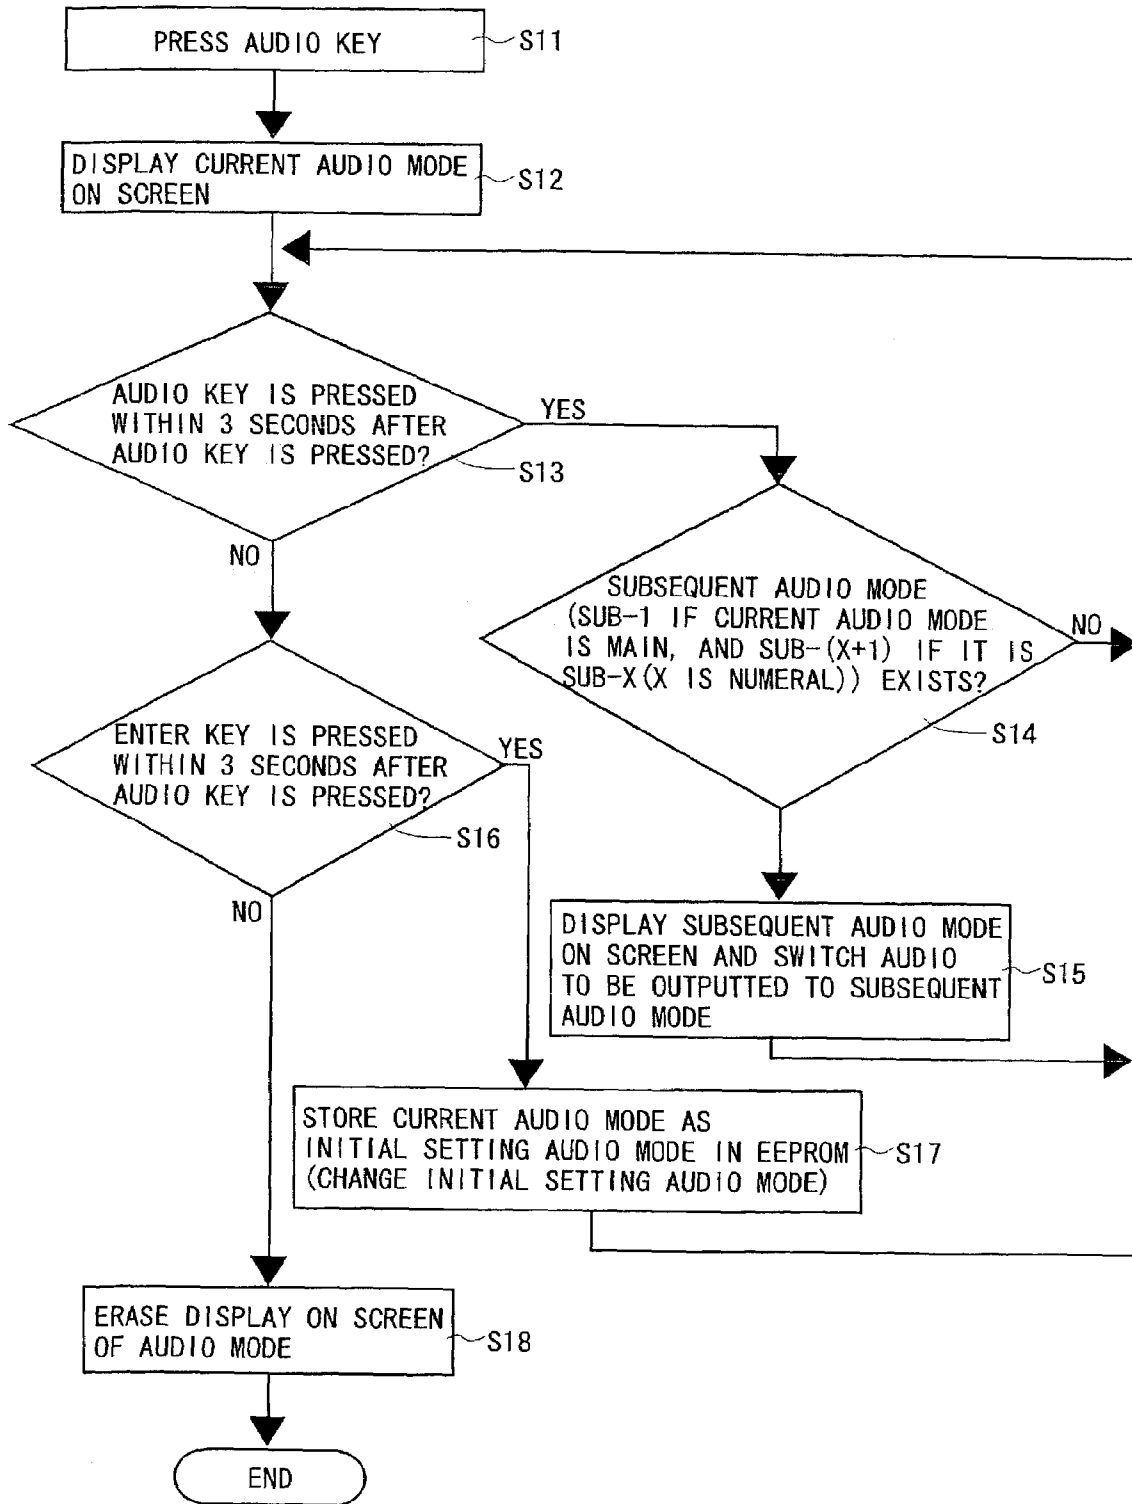 PRESS AUDIO KEY
S11
DISPLAY CURRENT AUDIO MODE
ON SCREEN
S12
AUDIO KEY IS PRESSED
WITHIN 3 SECONDS AFTER
AUDIO KEY IS PRESSED?
S13
YES
NO
SUBSEQUENT AUDIO MODE
(SUB-1 IF CURRENT AUDIO MODE
IS MAIN, AND SUB-(X+1) IF IT IS
SUB-X(X IS NUMERAL)) EXISTS?
S14
NO
ENTER KEY IS PRESSED
WITHIN 3 SECONDS AFTER
AUDIO KEY IS PRESSED?
S16
YES
NO
DISPLAY SUBSEQUENT AUDIO MODE
ON SCREEN AND SWITCH AUDIO
TO BE OUTPUTTED TO SUBSEQUENT
AUDIO MODE
S15
STORE CURRENT AUDIO MODE AS
INITIAL SETTING AUDIO MODE IN EEPROM
(CHANGE INITIAL SETTING AUDIO MODE)
S17
ERASE DISPLAY ON SCREEN
OF AUDIO MODE
S18
END